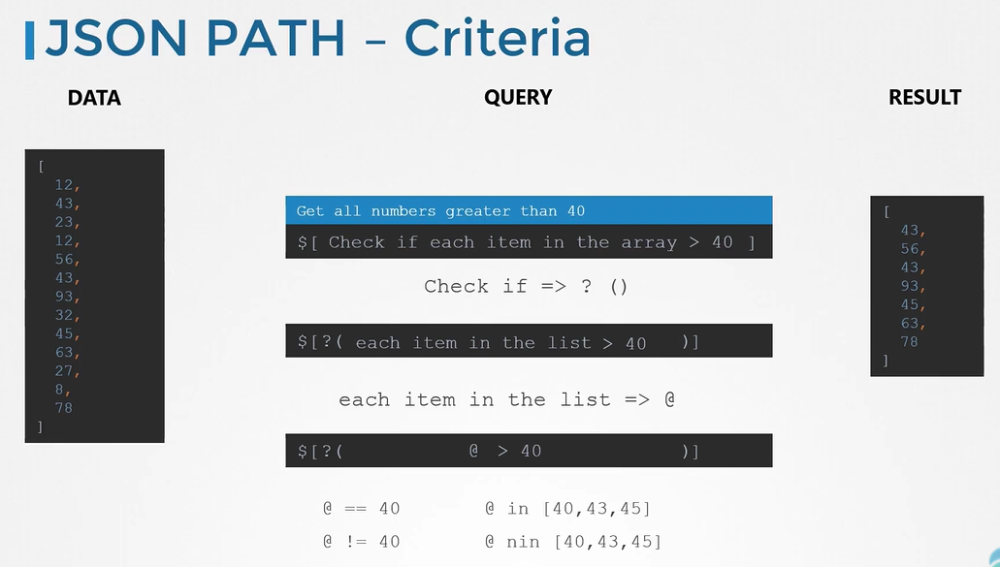 JSON PATH – Criteria
DATA
QUERY
RESULT
[
12,
43,
23,
12,
56,
43,
93,
32,
45,
63,
27,
8,
78
]
Get all numbers greater than 40
$[ Check if each item in the array > 40 ]
Check if => ? ()
$[?( each item in the list > 40 )]
each item in the list => @
$[?( @ > 40 )]
@ == 40 @ in [40,43,45]
@ != 40 @ nin [40,43,45]
[
43,
56,
43,
93,
45,
63,
78
]